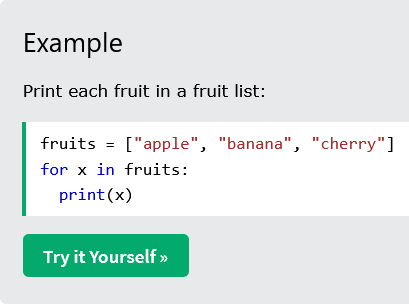 Example
Print each fruit in a fruit list:
fruits = ["apple", "banana", "cherry"]
for x in fruits:
  print(x)
Try it Yourself »